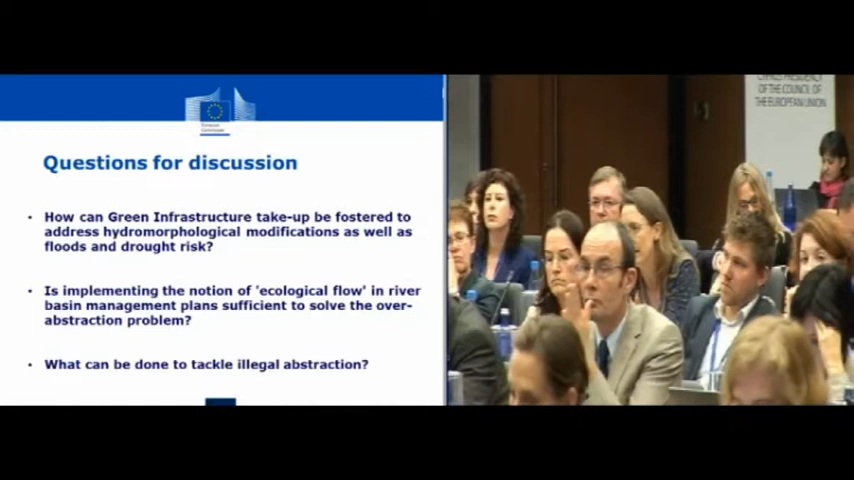 European
Commission
Questions for discussion
• How can Green Infrastructure take-up be fostered to
address hydromorphological modifications as well as
floods and drought risk?
• Is implementing the notion of 'ecological flow' in river
basin management plans sufficient to solve the over-
abstraction problem?
• What can be done to tackle illegal abstraction?
CYPRUS PRESIDENCY
OF THE COUNCIL OF
THE EUROPEAN UNION